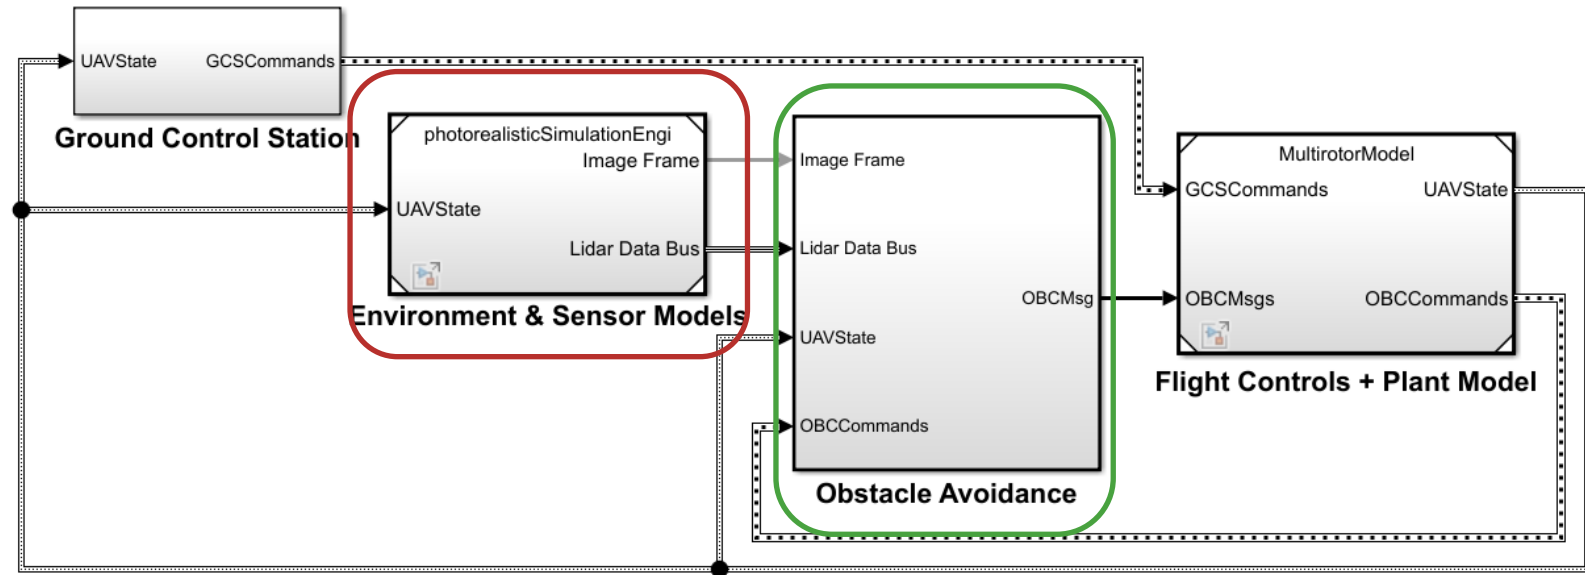 UAVState
GCSCommands
Ground Control Station
photorealisticSimulationEngi
Image Frame
UAVState
Lidar Data Bus
Environment & Sensor Models
Image Frame
Lidar Data Bus
OBCMsg
UAVState
OBCCommands
Obstacle Avoidance
MultirotorModel
GCSCommands
UAVState
OBCMsgs
OBCCommands
Flight Controls + Plant Model